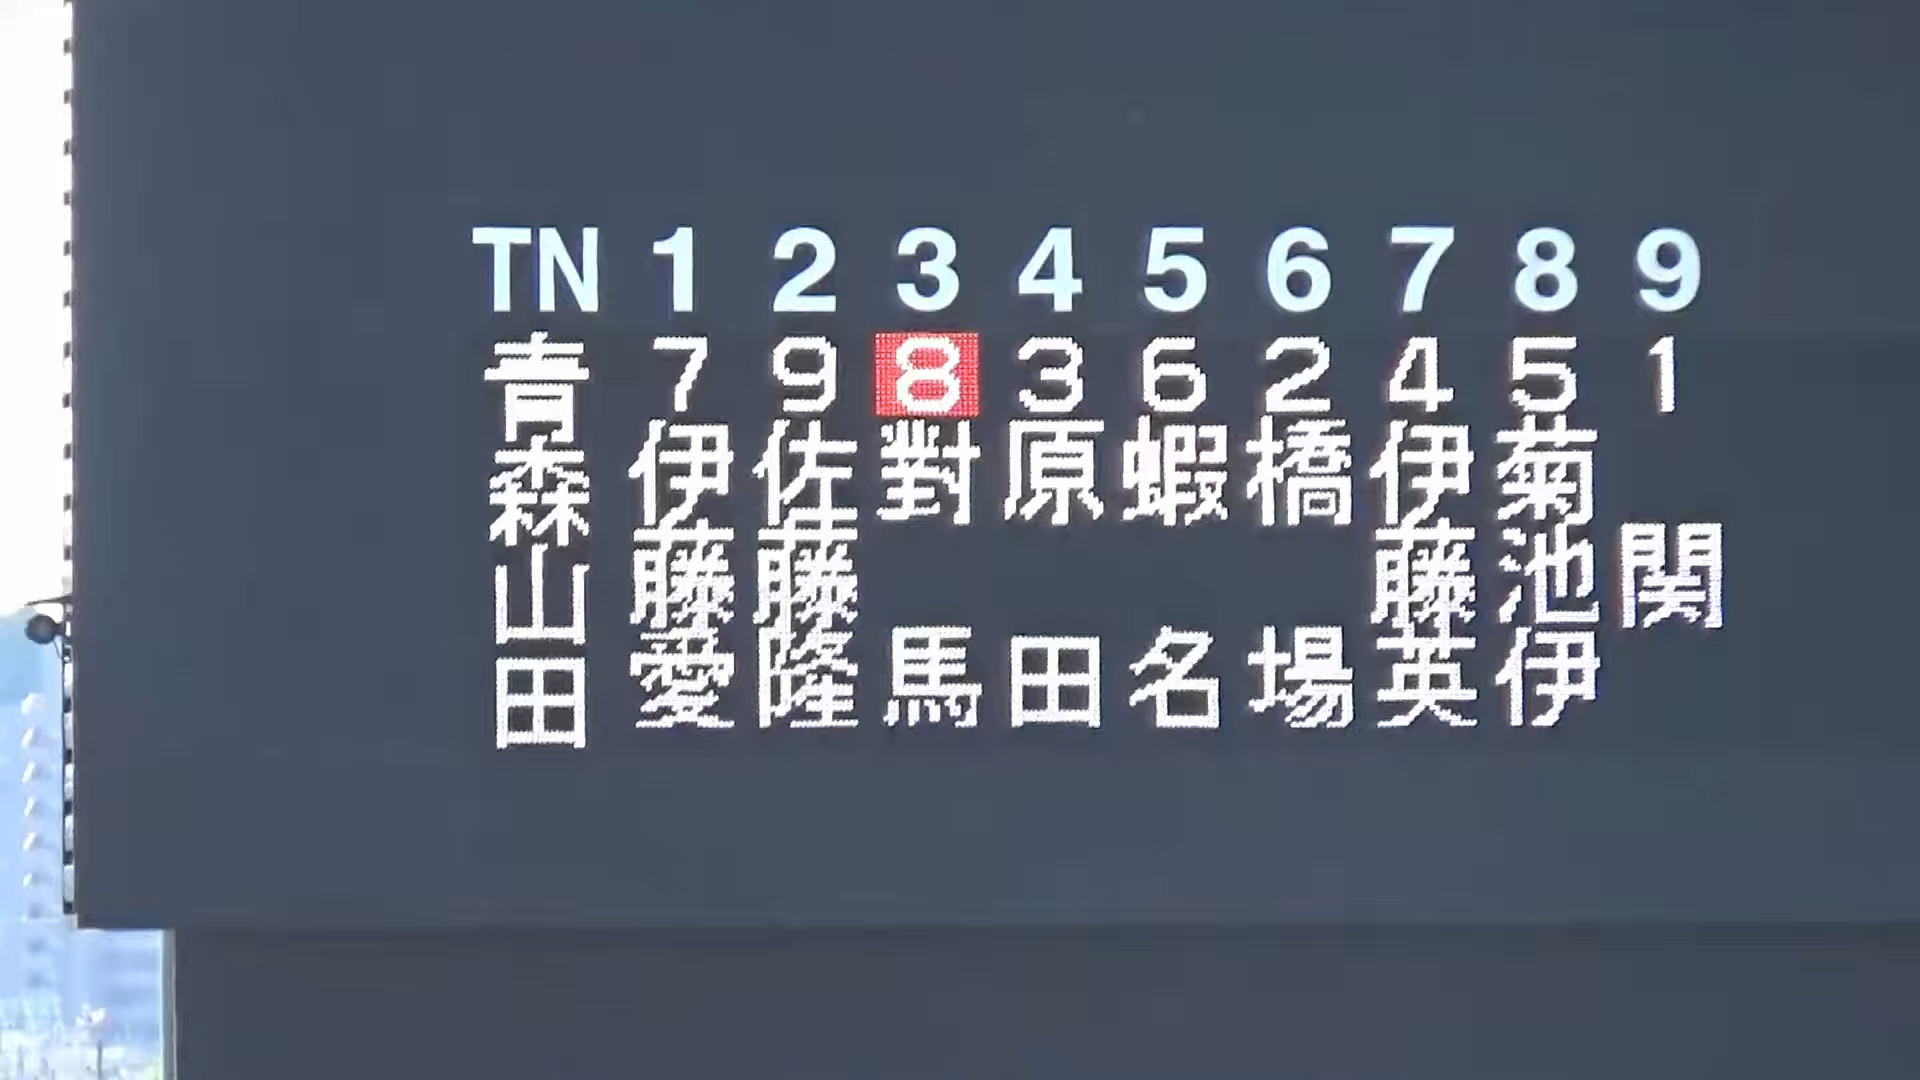 TN 1 2 3 4 5 6 7 8 9
7 9 8 3 6 2 4 5 1
青森山田
伊藤愛
佐藤隆
對馬
原田
蝦名
橋場
伊藤英
菊池伊
関